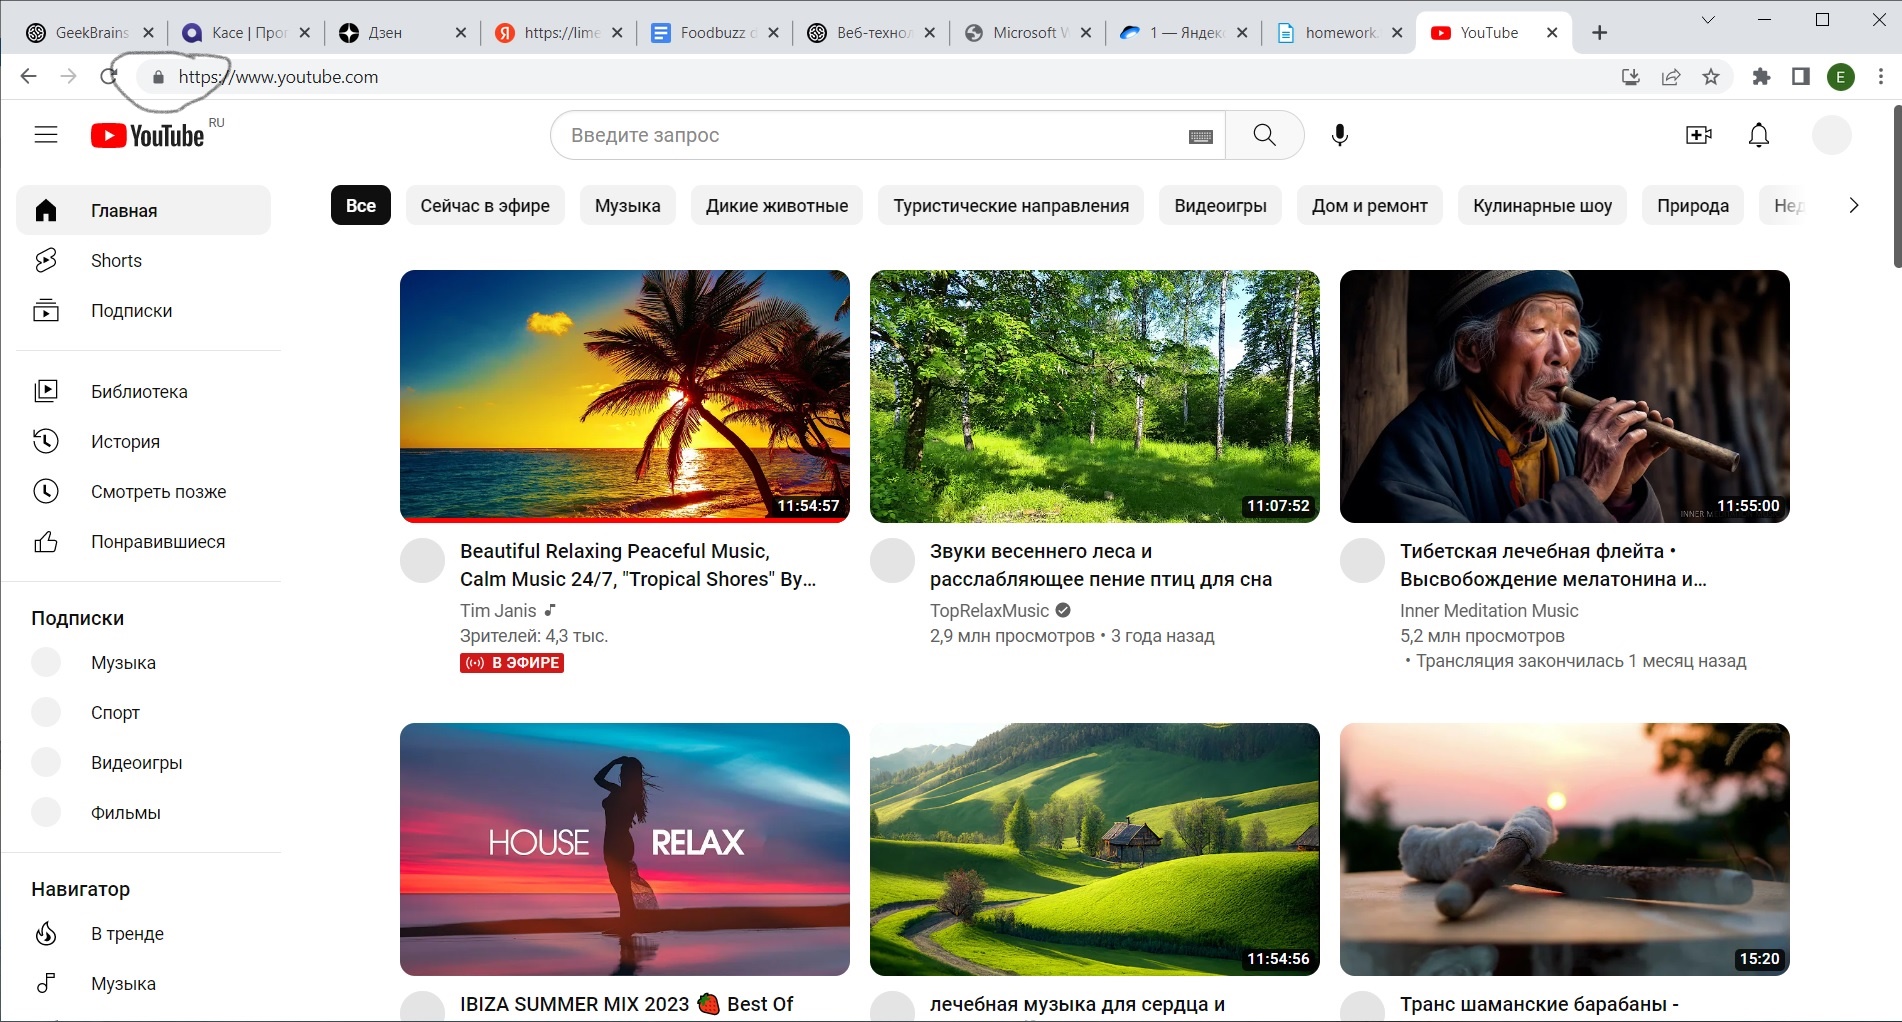 GeekBrains
Касе | Прог
Дзен
https://lime
Foodbuzz d
Веб-технол
Microsoft W
1 — Яндекс
homework.
YouTube
https://www.youtube.com
E
YouTube RU
Введите запрос
Главная
Shorts
Подписки
Библиотека
История
Смотреть позже
Понравившиеся
Подписки
Музыка
Спорт
Видеоигры
Фильмы
Навигатор
В тренде
Музыка
Все
Сейчас в эфире
Музыка
Дикие животные
Туристические направления
Видеоигры
Дом и ремонт
Кулинарные шоу
Природа
Нед
11:54:57
Beautiful Relaxing Peaceful Music,
Calm Music 24/7, "Tropical Shores" By...
Tim Janis
Зрителей: 4,3 тыс.
В ЭФИРЕ
11:07:52
Звуки весеннего леса и
расслабляющее пение птиц для сна
TopRelaxMusic
2,9 млн просмотров • 3 года назад
INNER M
11:55:00
Тибетская лечебная флейта •
Высвобождение мелатонина и...
Inner Meditation Music
5,2 млн просмотров
• Трансляция закончилась 1 месяц назад
HOUSE RELAX
IBIZA SUMMER MIX 2023 🍓 Best Of
11:54:56
лечебная музыка для сердца и
15:20
Транс шаманские барабаны -